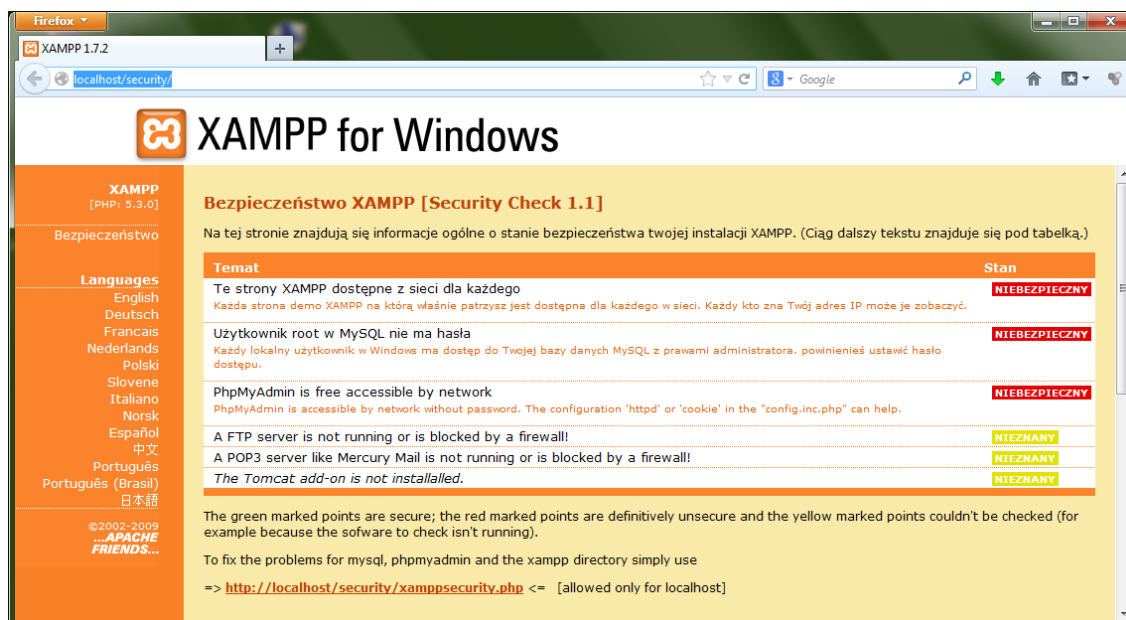 Firefox
XAMPP 1.7.2
localhost/security/
Google
XAMPP for Windows
XAMPP
[PHP: 5.3.0]
Bezpieczeństwo
Languages
English
Deutsch
Francais
Nederlands
Polski
Slovene
Italiano
Norsk
Español
中文
Português
Português (Brasil)
日本語
©2002-2009
...APACHE
FRIENDS...
Bezpieczeństwo XAMPP [Security Check 1.1]
Na tej stronie znajdują się informacje ogólne o stanie bezpieczeństwa twojej instalacji XAMPP. (Ciąg dalszy tekstu znajduje się pod tabelką.)
Temat Stan
Te strony XAMPP dostępne z sieci dla każdego NIEBEZPIECZNY
Każda strona demo XAMPP na którą właśnie patrzysz jest dostępna dla każdego w sieci. Każdy kto zna Twój adres IP może je zobaczyć.
Użytkownik root w MySQL nie ma hasła NIEBEZPIECZNY
Każdy lokalny użytkownik w Windows ma dostęp do Twojej bazy danych MySQL z prawami administratora. powinienieś ustawić hasło
dostępu.
PhpMyAdmin is free accessible by network NIEBEZPIECZNY
PhpMyAdmin is accessible by network without password. The configuration 'httpd' or 'cookie' in the "config.inc.php" can help.
A FTP server is not running or is blocked by a firewall! NIEZNANY
A POP3 server like Mercury Mail is not running or is blocked by a firewall! NIEZNANY
The Tomcat add-on is not installalled. NIEZNANY
The green marked points are secure; the red marked points are definitively unsecure and the yellow marked points couldn't be checked (for
example because the sofware to check isn't running).
To fix the problems for mysql, phpmyadmin and the xampp directory simply use
=> http://localhost/security/xamppsecurity.php <= [allowed only for localhost]